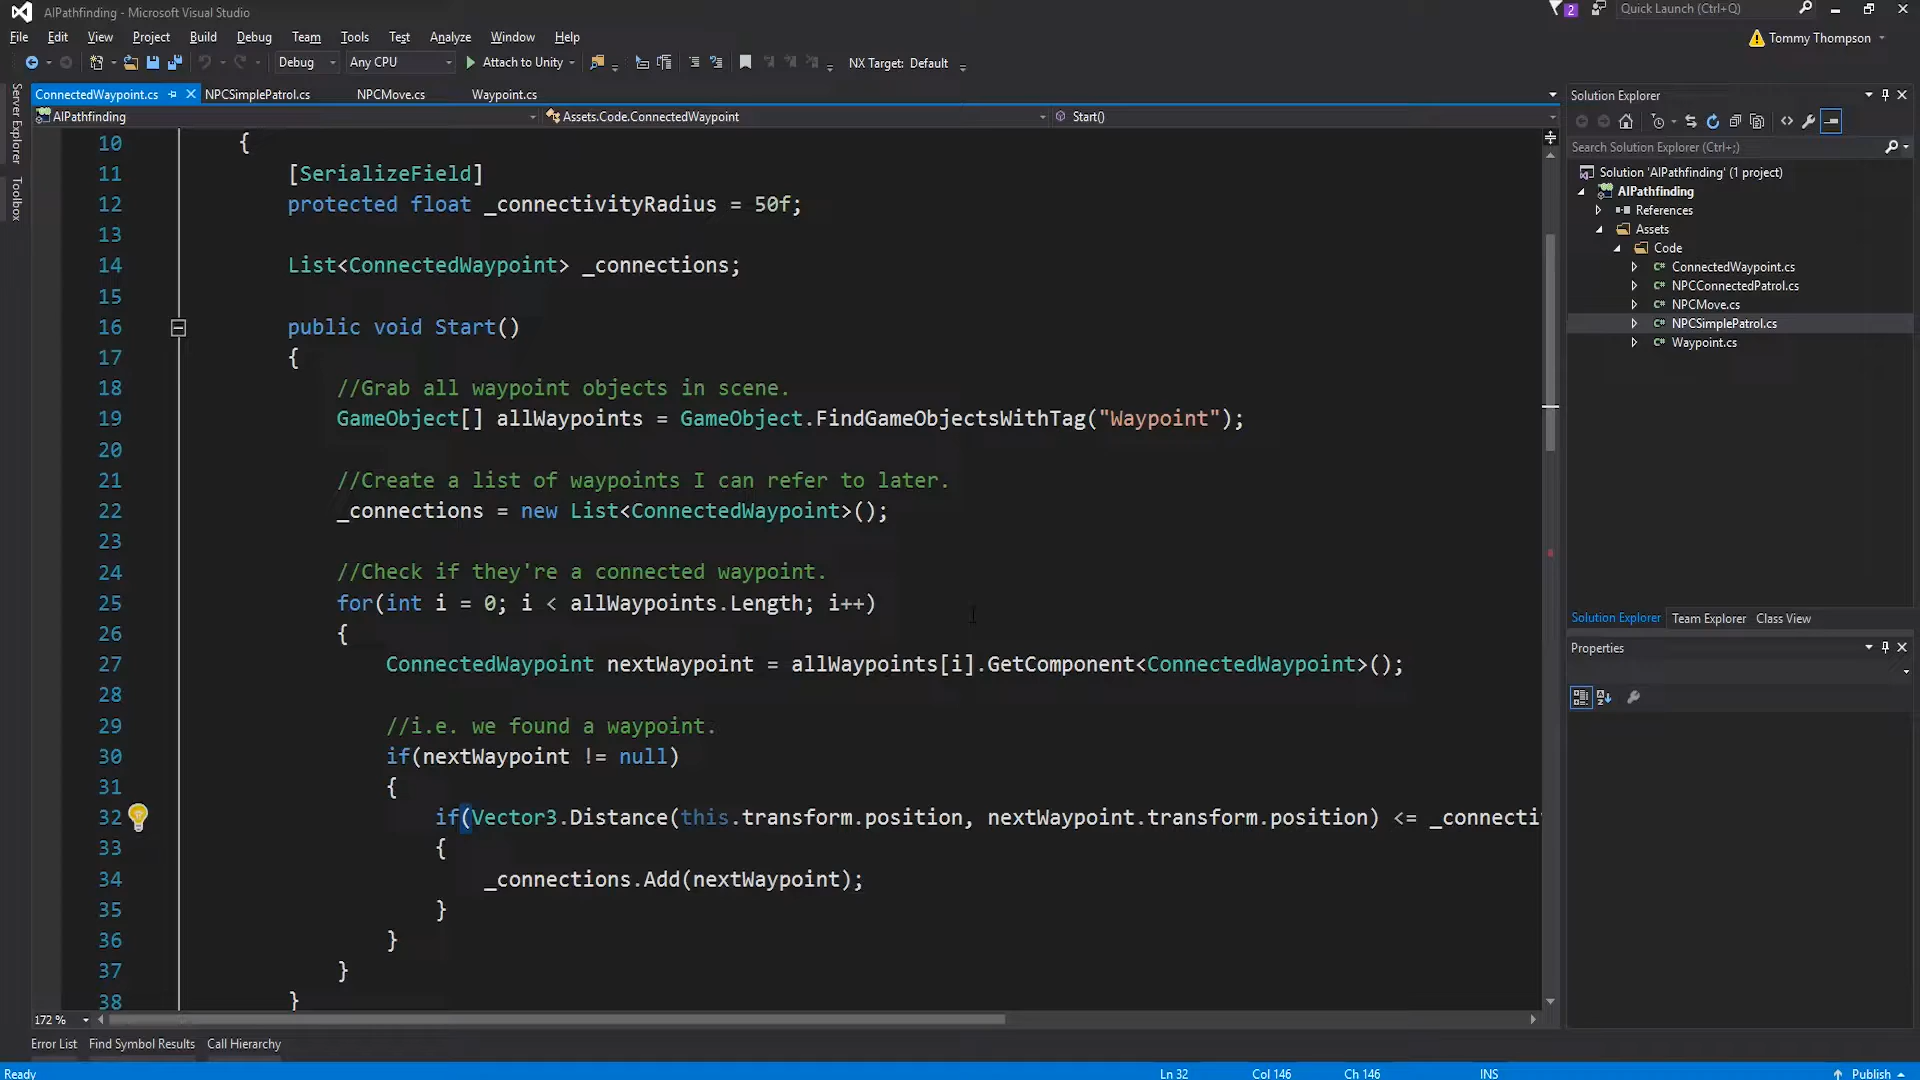 AIPathfinding - Microsoft Visual Studio
2
Quick Launch (Ctrl+Q)
File Edit View Project Build Debug Team Tools Test Analyze Window Help
Tommy Thompson
Debug Any CPU Attach to Unity NX Target: Default
Server Explorer
Toolbox
ConnectedWaypoint.cs NPCSimplePatrol.cs NPCMove.cs Waypoint.cs
AIPathfinding Assets.Code.ConnectedWaypoint Start()
10 {
11 [SerializeField]
12 protected float _connectivityRadius = 50f;
13
14 List<ConnectedWaypoint> _connections;
15
16 public void Start()
17 {
18 //Grab all waypoint objects in scene.
19 GameObject[] allWaypoints = GameObject.FindGameObjectsWithTag("Waypoint");
20
21 //Create a list of waypoints I can refer to later.
22 _connections = new List<ConnectedWaypoint>();
23
24 //Check if they're a connected waypoint.
25 for(int i = 0; i < allWaypoints.Length; i++)
26 {
27 ConnectedWaypoint nextWaypoint = allWaypoints[i].GetComponent<ConnectedWaypoint>();
28
29 //i.e. we found a waypoint.
30 if(nextWaypoint != null)
31 {
32 if(Vector3.Distance(this.transform.position, nextWaypoint.transform.position) <= _connecti
33 {
34 _connections.Add(nextWaypoint);
35 }
36 }
37 }
38 }
172 %
Solution Explorer
Search Solution Explorer (Ctrl+;)
Solution 'AIPathfinding' (1 project)
AIPathfinding
References
Assets
Code
C# ConnectedWaypoint.cs
C# NPCConnectedPatrol.cs
C# NPCMove.cs
C# NPCSimplePatrol.cs
C# Waypoint.cs
Solution Explorer Team Explorer Class View
Properties
Error List Find Symbol Results Call Hierarchy
Ready Ln 32 Col 146 Ch 146 INS Publish